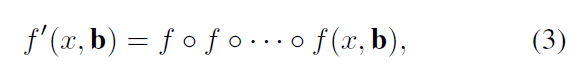 f′(x, b) = f ∘ f ∘ ⋯ ∘ f(x, b), (3)